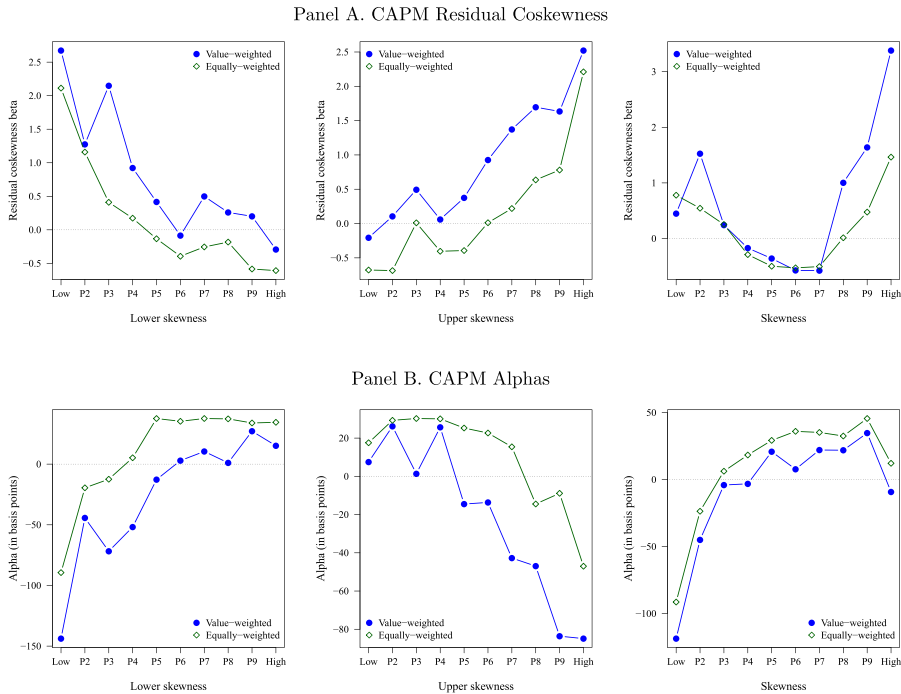 Panel A. CAPM Residual Coskewness
Residual coskewness beta
2.5
2.0
1.5
1.0
0.5
0.0
−0.5
Value−weighted
Equally−weighted
Low P2 P3 P4 P5 P6 P7 P8 P9 High
Lower skewness
Residual coskewness beta
2.5
2.0
1.5
1.0
0.5
0.0
−0.5
Value−weighted
Equally−weighted
Low P2 P3 P4 P5 P6 P7 P8 P9 High
Upper skewness
Residual coskewness beta
3
2
1
0
Value−weighted
Equally−weighted
Low P2 P3 P4 P5 P6 P7 P8 P9 High
Skewness
Panel B. CAPM Alphas
Alpha (in basis points)
0
−50
−100
−150
Value−weighted
Equally−weighted
Low P2 P3 P4 P5 P6 P7 P8 P9 High
Lower skewness
Alpha (in basis points)
20
0
−20
−40
−60
−80
Value−weighted
Equally−weighted
Low P2 P3 P4 P5 P6 P7 P8 P9 High
Upper skewness
Alpha (in basis points)
50
0
−50
−100
Value−weighted
Equally−weighted
Low P2 P3 P4 P5 P6 P7 P8 P9 High
Skewness